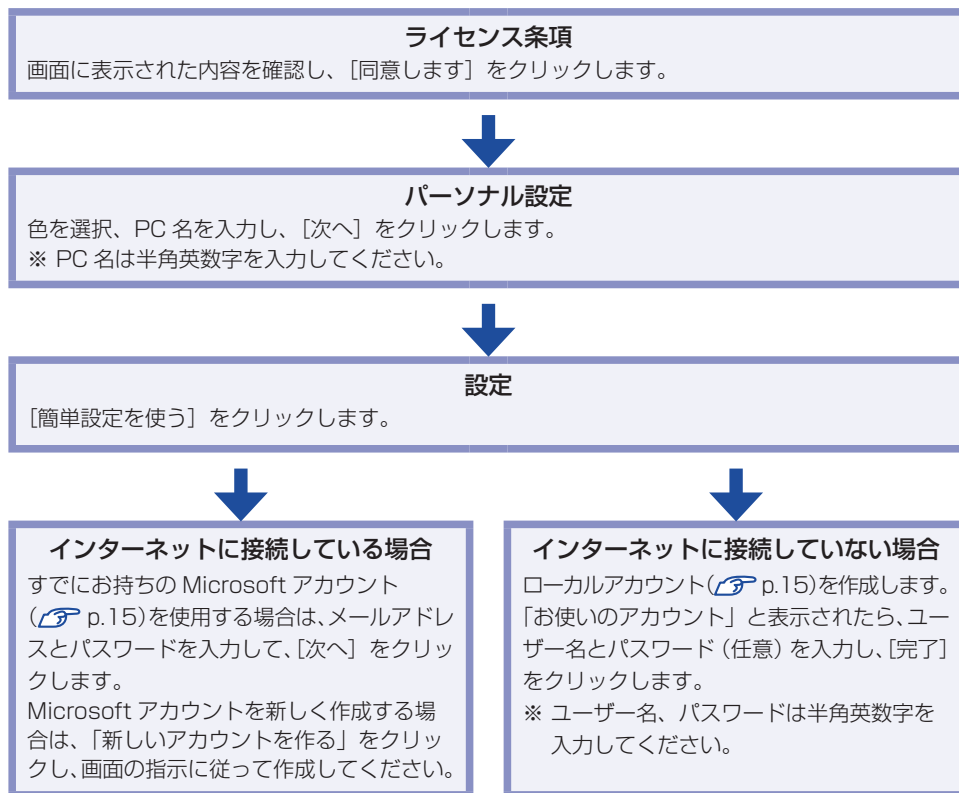 ライセンス条項
画面に表示された内容を確認し、［同意します］をクリックします。
パーソナル設定
色を選択、PC 名を入力し、［次へ］をクリックします。
※ PC 名は半角英数字を入力してください。
設定
［簡単設定を使う］をクリックします。
インターネットに接続している場合
すでにお持ちの Microsoft アカウント
（ p.15）を使用する場合は、メールアドレ
スとパスワードを入力して、［次へ］をクリッ
クします。
Microsoft アカウントを新しく作成する場
合は、「新しいアカウントを作る」をクリッ
クし、画面の指示に従って作成してください。
インターネットに接続していない場合
ローカルアカウント（ p.15）を作成します。
「お使いのアカウント」と表示されたら、ユー
ザー名とパスワード（任意）を入力し、［完了］
をクリックします。
※ ユーザー名、パスワードは半角英数字を
入力してください。